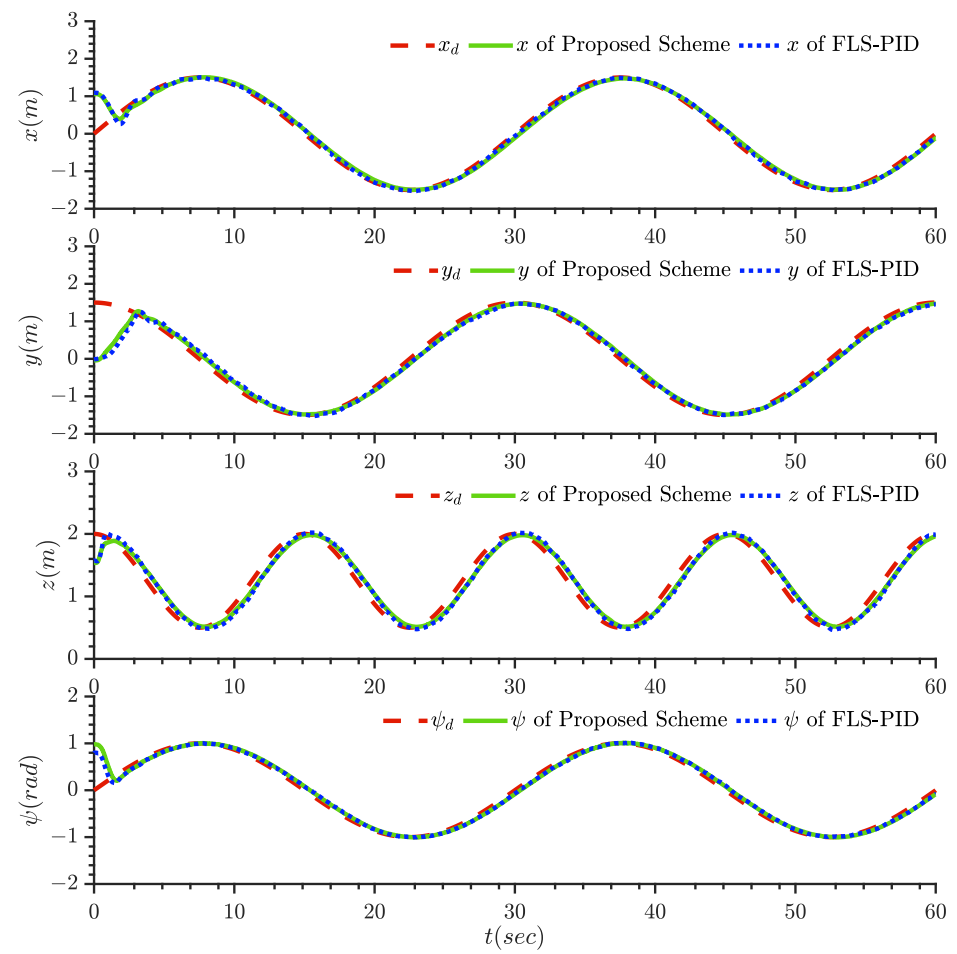 3
2
1
0
−1
−2
x(m)
x_d x of Proposed Scheme x of FLS-PID
0 10 20 30 40 50 60
3
2
1
0
−1
−2
y(m)
y_d y of Proposed Scheme y of FLS-PID
0 10 20 30 40 50 60
3
2
1
0
z(m)
z_d z of Proposed Scheme z of FLS-PID
0 10 20 30 40 50 60
2
1
0
−1
−2
ψ(rad)
ψ_d ψ of Proposed Scheme ψ of FLS-PID
0 10 20 30 40 50 60
t(sec)